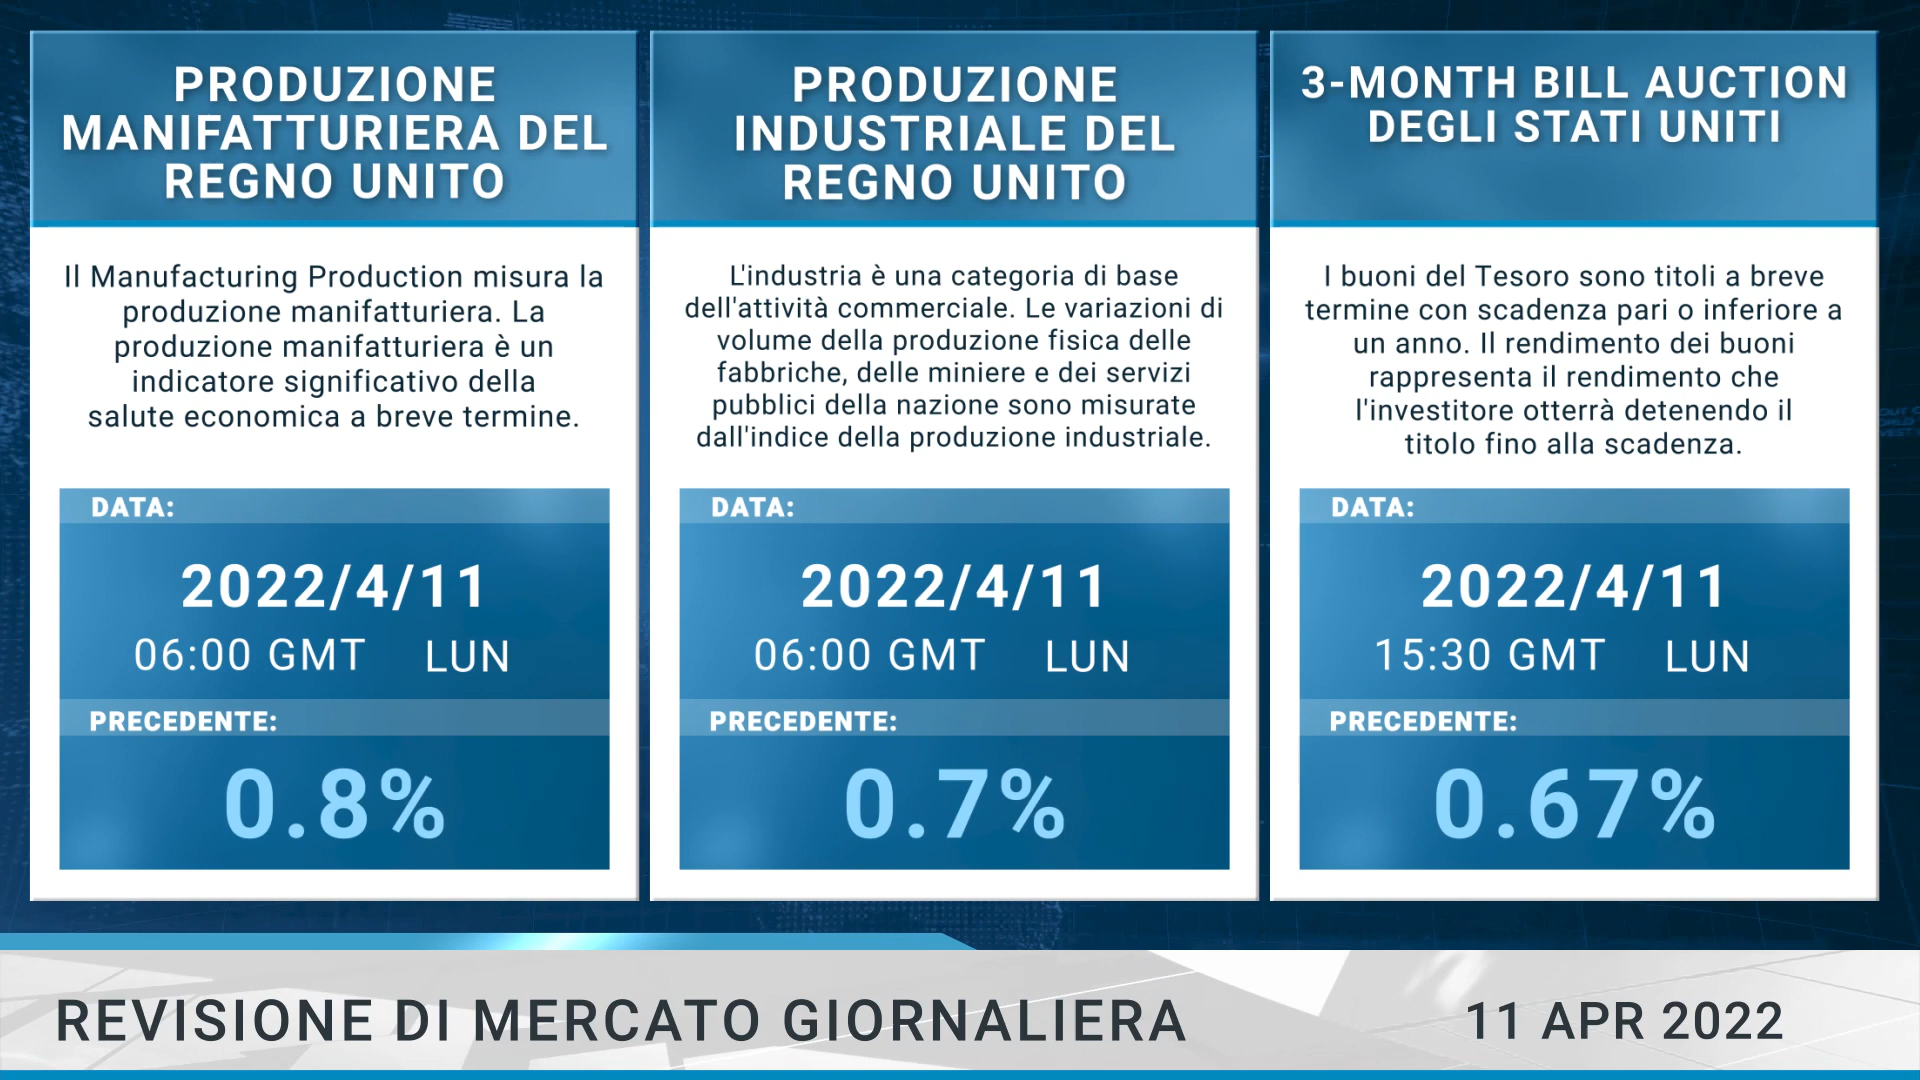 PRODUZIONE
MANIFATTURIERA DEL
REGNO UNITO
Il Manufacturing Production misura la
produzione manifatturiera. La
produzione manifatturiera è un
indicatore significativo della
salute economica a breve termine.
DATA:
2022/4/11
06:00 GMT LUN
PRECEDENTE:
0.8%
PRODUZIONE
INDUSTRIALE DEL
REGNO UNITO
L'industria è una categoria di base
dell'attività commerciale. Le variazioni di
volume della produzione fisica delle
fabbriche, delle miniere e dei servizi
pubblici della nazione sono misurate
dall'indice della produzione industriale.
DATA:
2022/4/11
06:00 GMT LUN
PRECEDENTE:
0.7%
3-MONTH BILL AUCTION
DEGLI STATI UNITI
I buoni del Tesoro sono titoli a breve
termine con scadenza pari o inferiore a
un anno. Il rendimento dei buoni
rappresenta il rendimento che
l'investitore otterrà detenendo il
titolo fino alla scadenza.
DATA:
2022/4/11
15:30 GMT LUN
PRECEDENTE:
0.67%
REVISIONE DI MERCATO GIORNALIERA
11 APR 2022